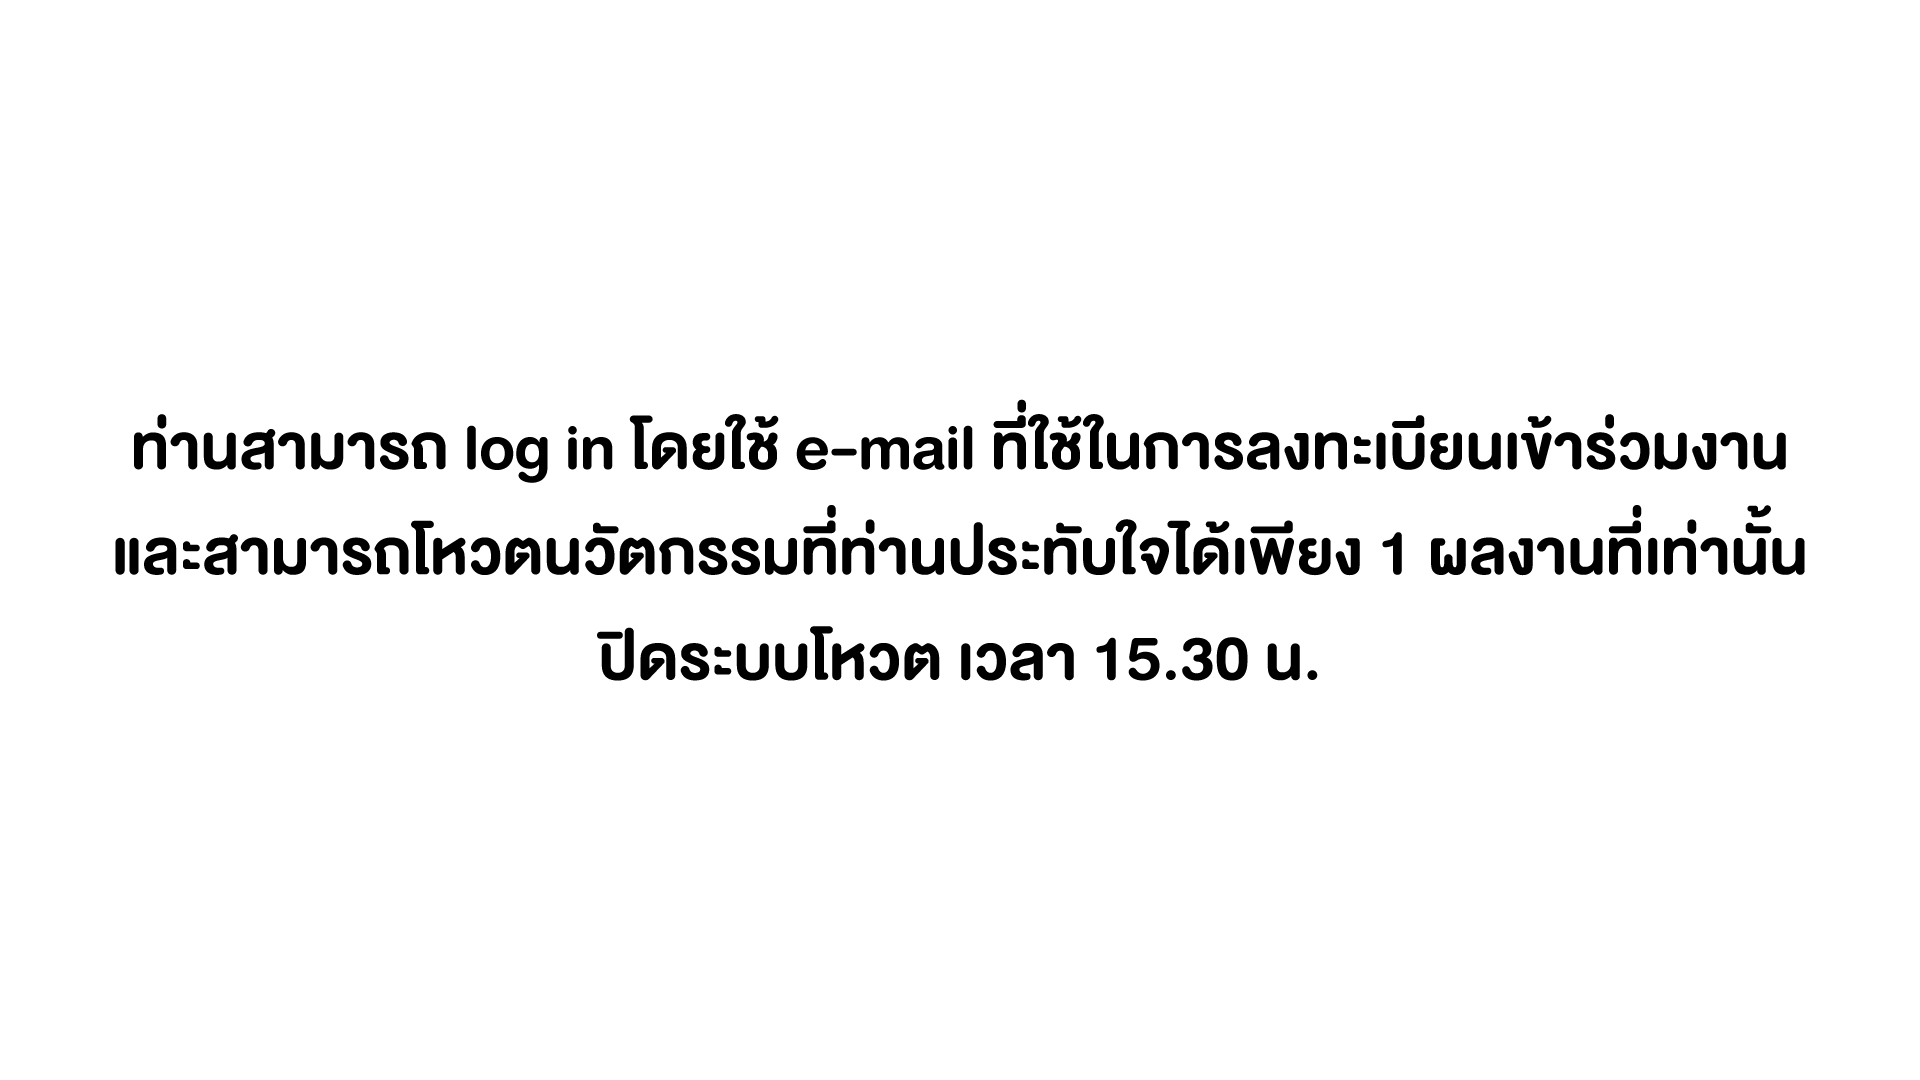 ท่านสามารถ log in โดยใช้ e-mail ที่ใช้ในการลงทะเบียนเข้าร่วมงาน
และสามารถโหวตนวัตกรรมที่ท่านประทับใจได้เพียง 1 ผลงานที่เท่านั้น
ปิดระบบโหวต เวลา 15.30 น.